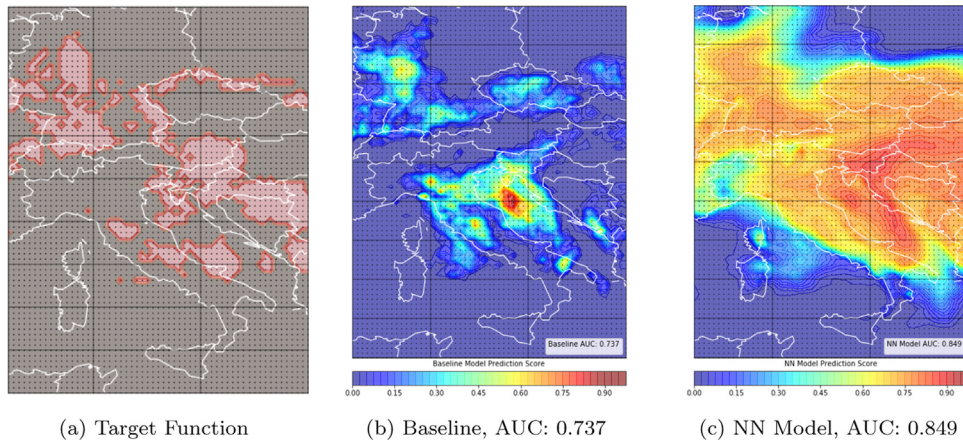 Baseline AUC: 0.737
NN Model AUC: 0.849
Baseline Model Prediction Score
NN Model Prediction Score
0.00 0.15 0.30 0.45 0.60 0.75 0.90
0.00 0.15 0.30 0.45 0.60 0.75 0.90
(a) Target Function
(b) Baseline, AUC: 0.737
(c) NN Model, AUC: 0.849